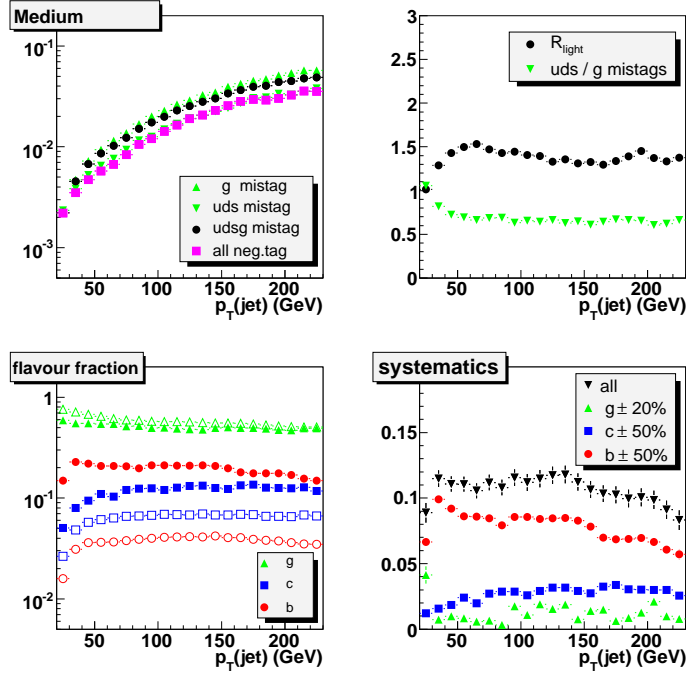 Medium
10^-1
10^-2
10^-3
g mistag
uds mistag
udsg mistag
all neg.tag
50 100 150 200
p_T(jet) (GeV)
3
2.5
2
1.5
1
0.5
0
R_light
uds / g mistags
50 100 150 200
p_T(jet) (GeV)
flavour fraction
1
10^-1
10^-2
g
c
b
50 100 150 200
p_T(jet) (GeV)
systematics
0.15
0.1
0.05
0
all
g ± 20%
c ± 50%
b ± 50%
50 100 150 200
p_T(jet) (GeV)